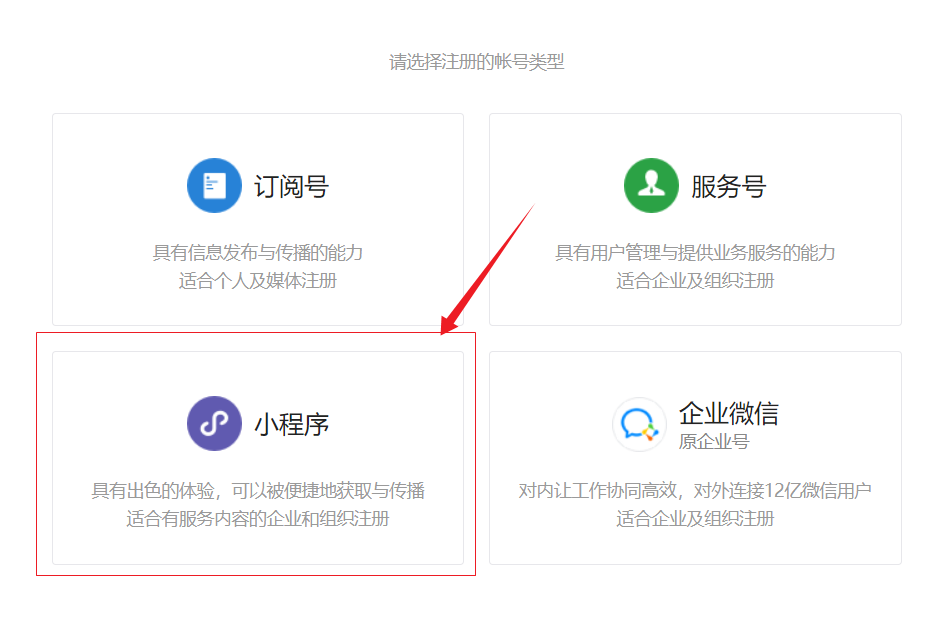 请选择注册的帐号类型
订阅号
具有信息发布与传播的能力
适合个人及媒体注册
服务号
具有用户管理与提供业务服务的能力
适合企业及组织注册
小程序
具有出色的体验，可以被便捷地获取与传播
适合有服务内容的企业和组织注册
企业微信
原企业号
对内让工作协同高效，对外连接12亿微信用户
适合企业及组织注册